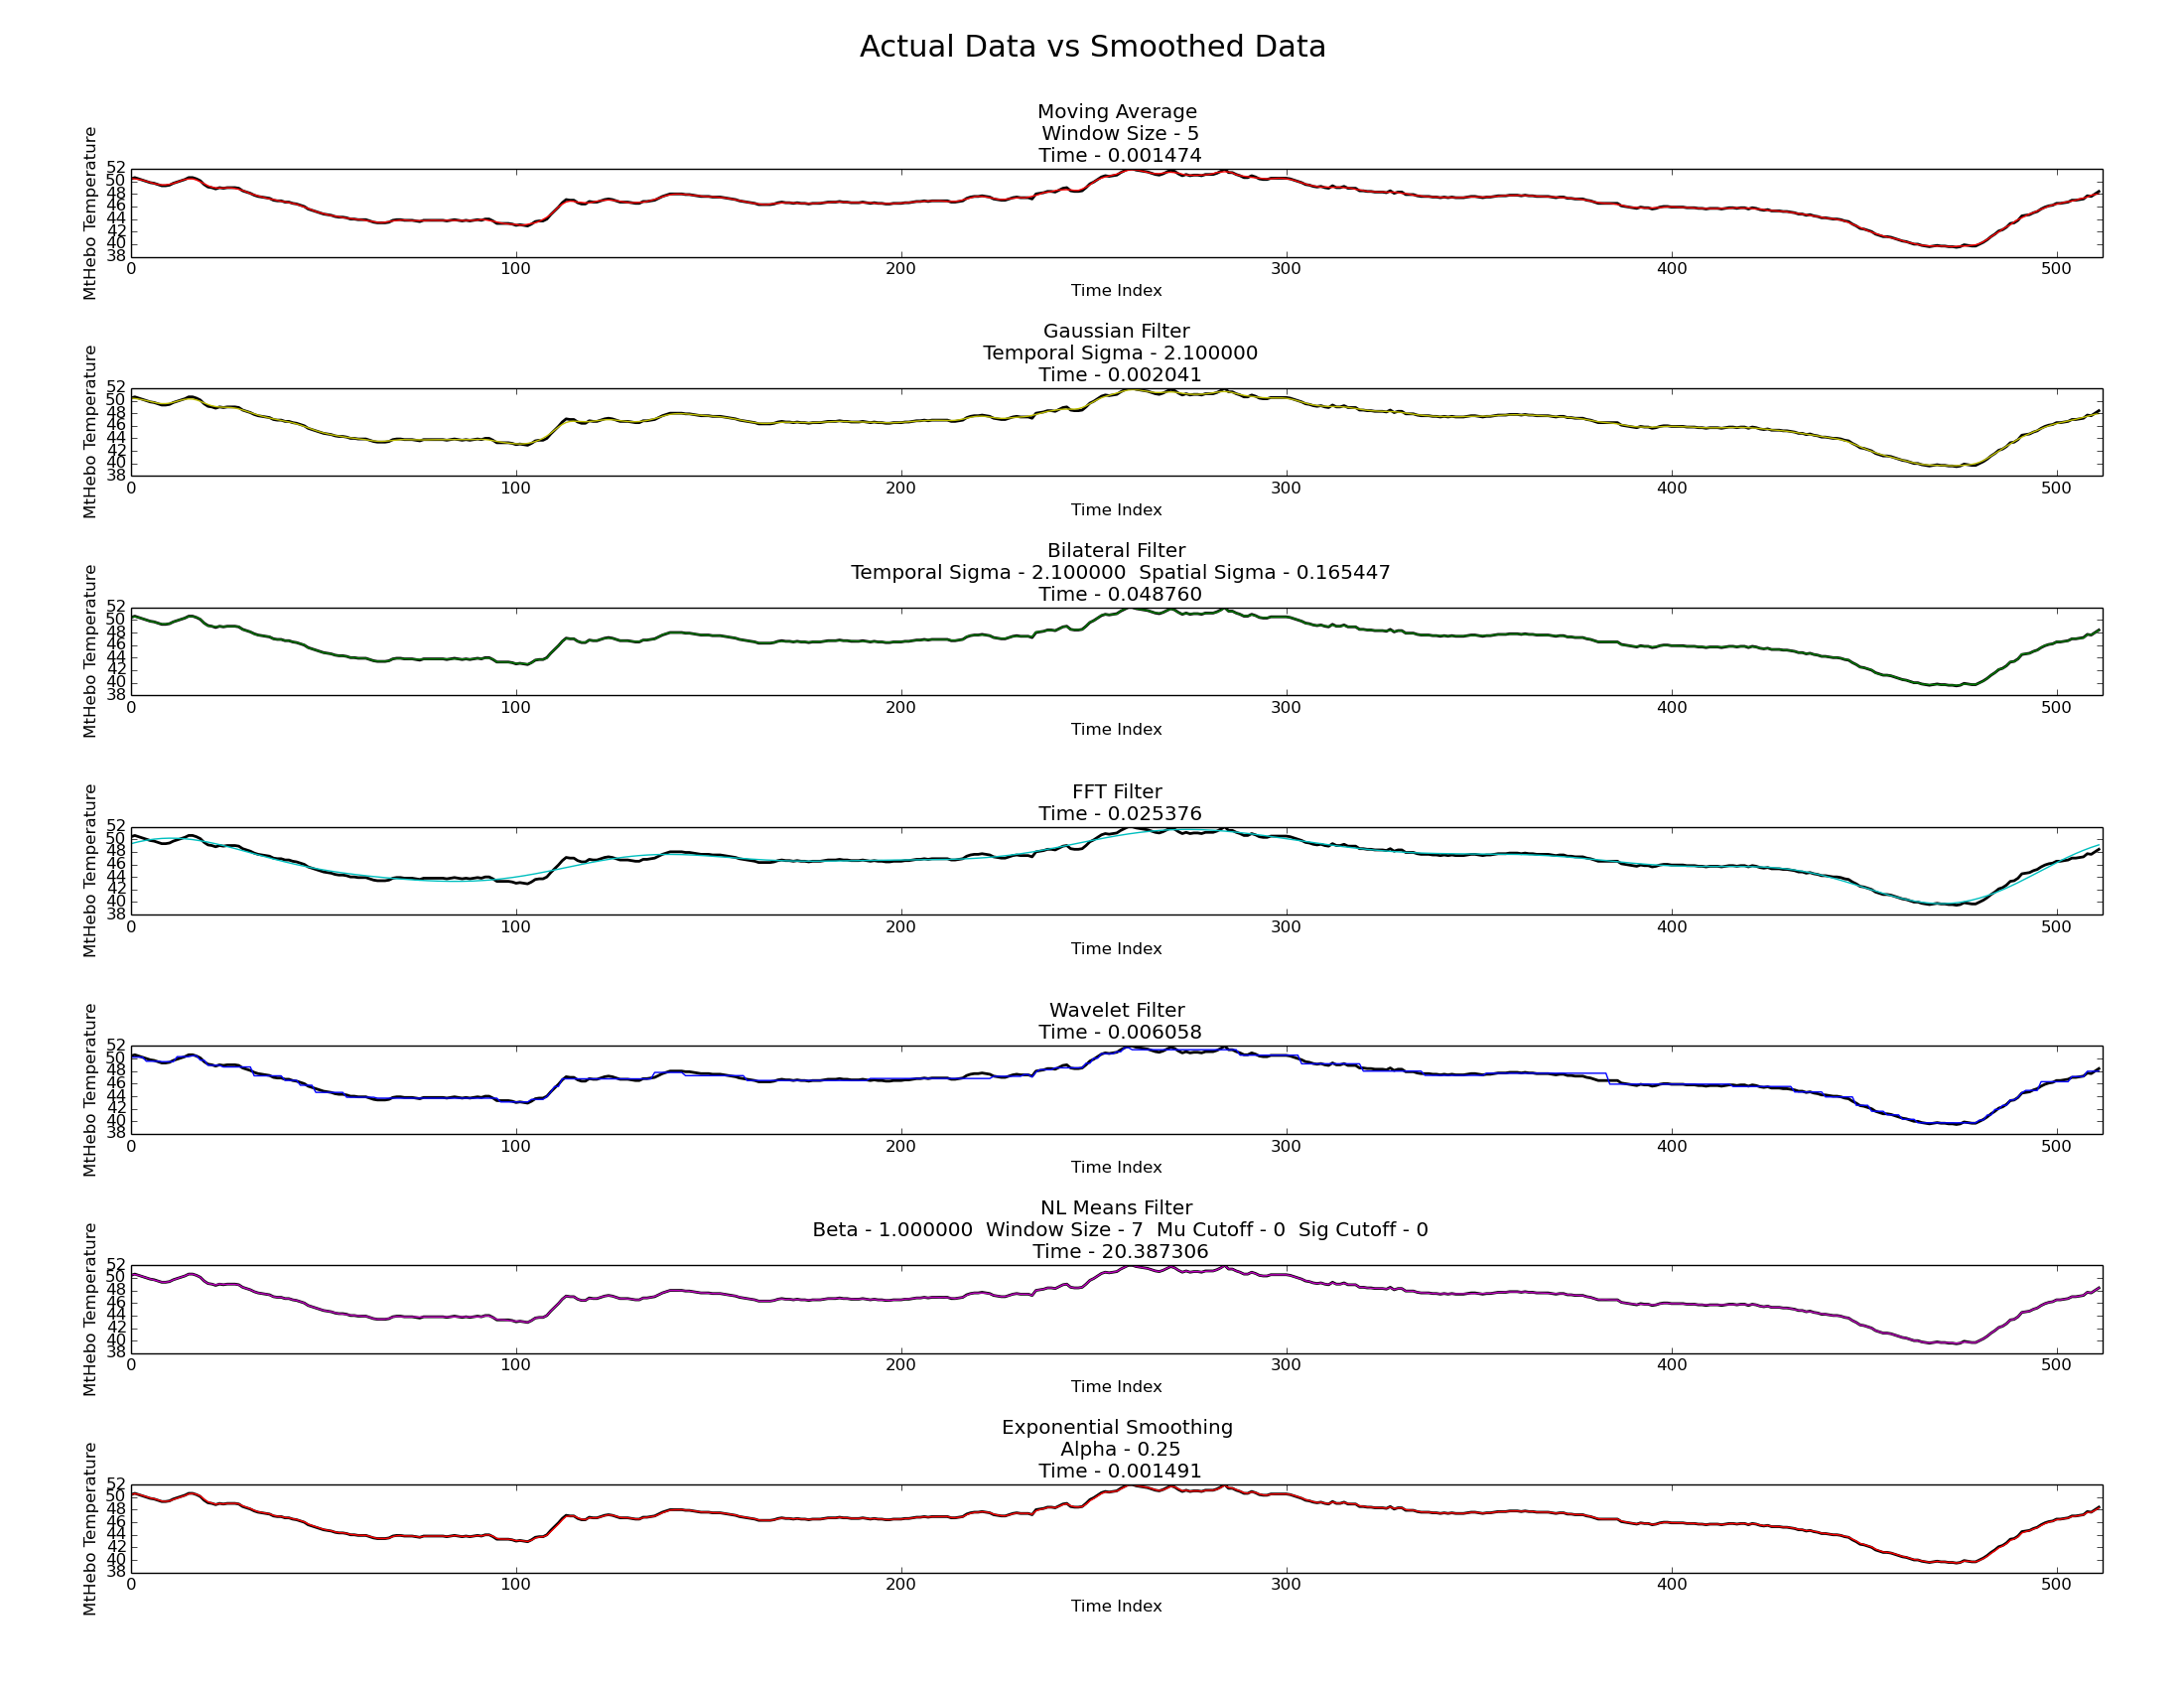 Actual Data vs Smoothed Data
Moving Average
Window Size - 5
Time - 0.001474
MtHebo Temperature
52
50
48
46
44
42
40
38
0 100 200 300 400 500
Time Index
Gaussian Filter
Temporal Sigma - 2.100000
Time - 0.002041
MtHebo Temperature
52
50
48
46
44
42
40
38
0 100 200 300 400 500
Time Index
Bilateral Filter
Temporal Sigma - 2.100000  Spatial Sigma - 0.165447
Time - 0.048760
MtHebo Temperature
52
50
48
46
44
42
40
38
0 100 200 300 400 500
Time Index
FFT Filter
Time - 0.025376
MtHebo Temperature
52
50
48
46
44
42
40
38
0 100 200 300 400 500
Time Index
Wavelet Filter
Time - 0.006058
MtHebo Temperature
52
50
48
46
44
42
40
38
0 100 200 300 400 500
Time Index
NL Means Filter
Beta - 1.000000  Window Size - 7  Mu Cutoff - 0  Sig Cutoff - 0
Time - 20.387306
MtHebo Temperature
52
50
48
46
44
42
40
38
0 100 200 300 400 500
Time Index
Exponential Smoothing
Alpha - 0.25
Time - 0.001491
MtHebo Temperature
52
50
48
46
44
42
40
38
0 100 200 300 400 500
Time Index